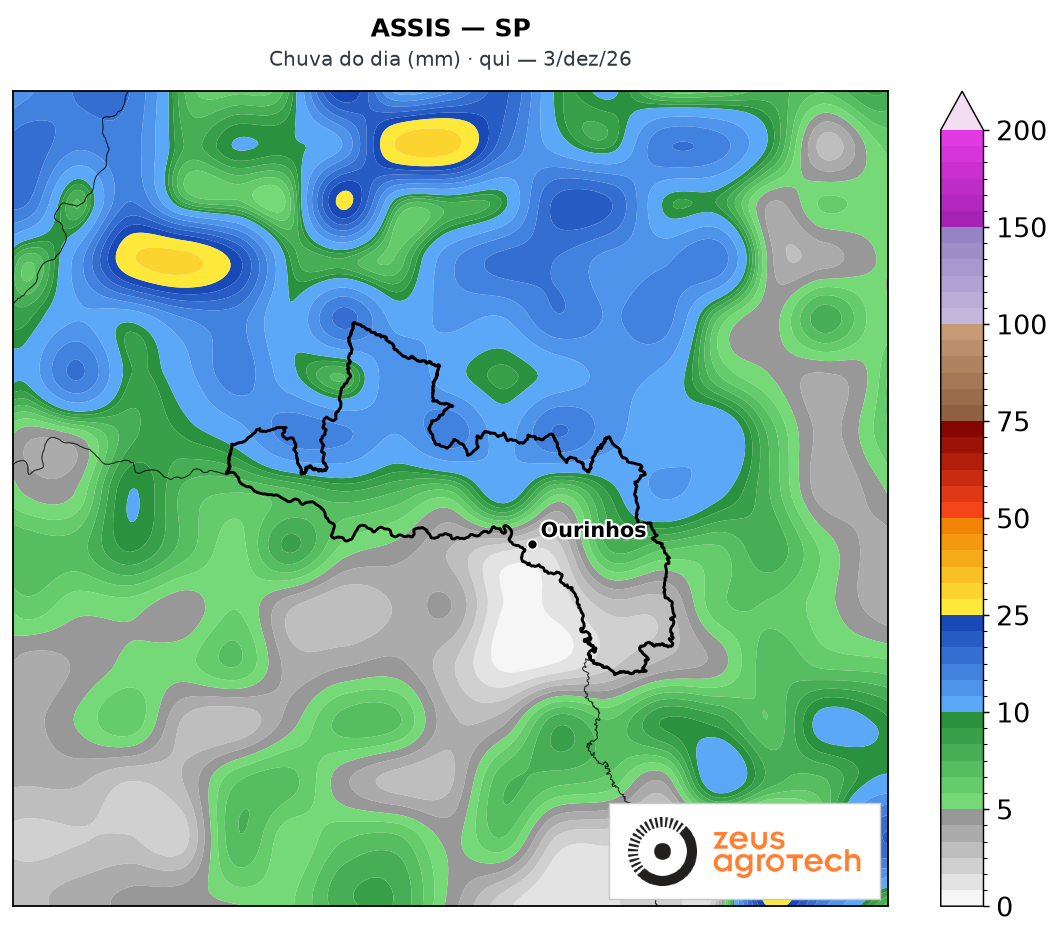 ASSIS — SP
Chuva do dia (mm) · qui — 3/dez/26
200
150
100
75
50
25
10
5
0
Ourinhos
zeus
agrotech